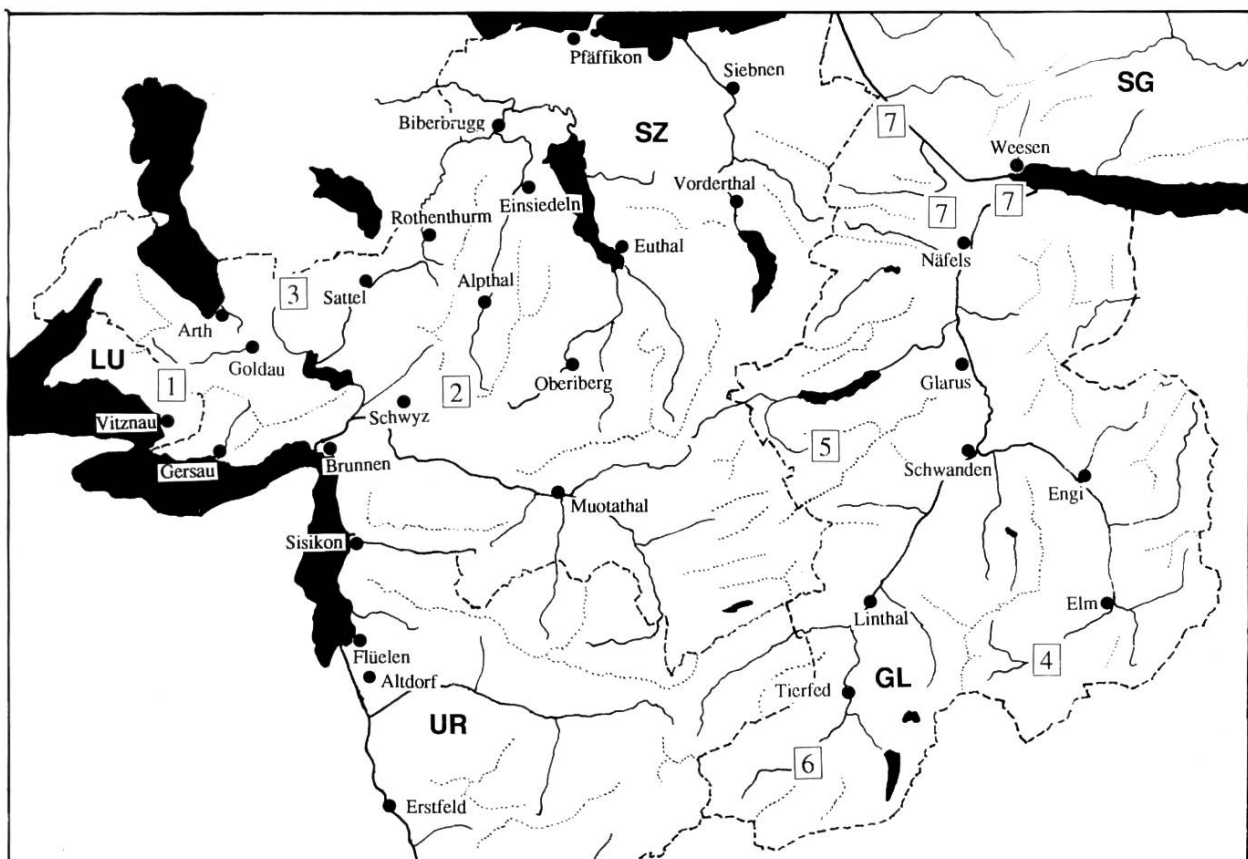 Pfäffikon
Siebnen
SG
7
Biberbrugg
SZ
Weesen
Einsiedeln
Vorderthal
7
7
Rothenthurm
Euthal
Näfels
3
Sattel
Alpthal
Arth
LU
Goldau
1
2
Oberiberg
Glarus
Vitznau
Schwyz
5
Gersau
Brunnen
Schwanden
Muotathal
Engi
Sisikon
Linthal
Elm
Flüelen
4
Altdorf
Tierfed
GL
UR
6
Erstfeld